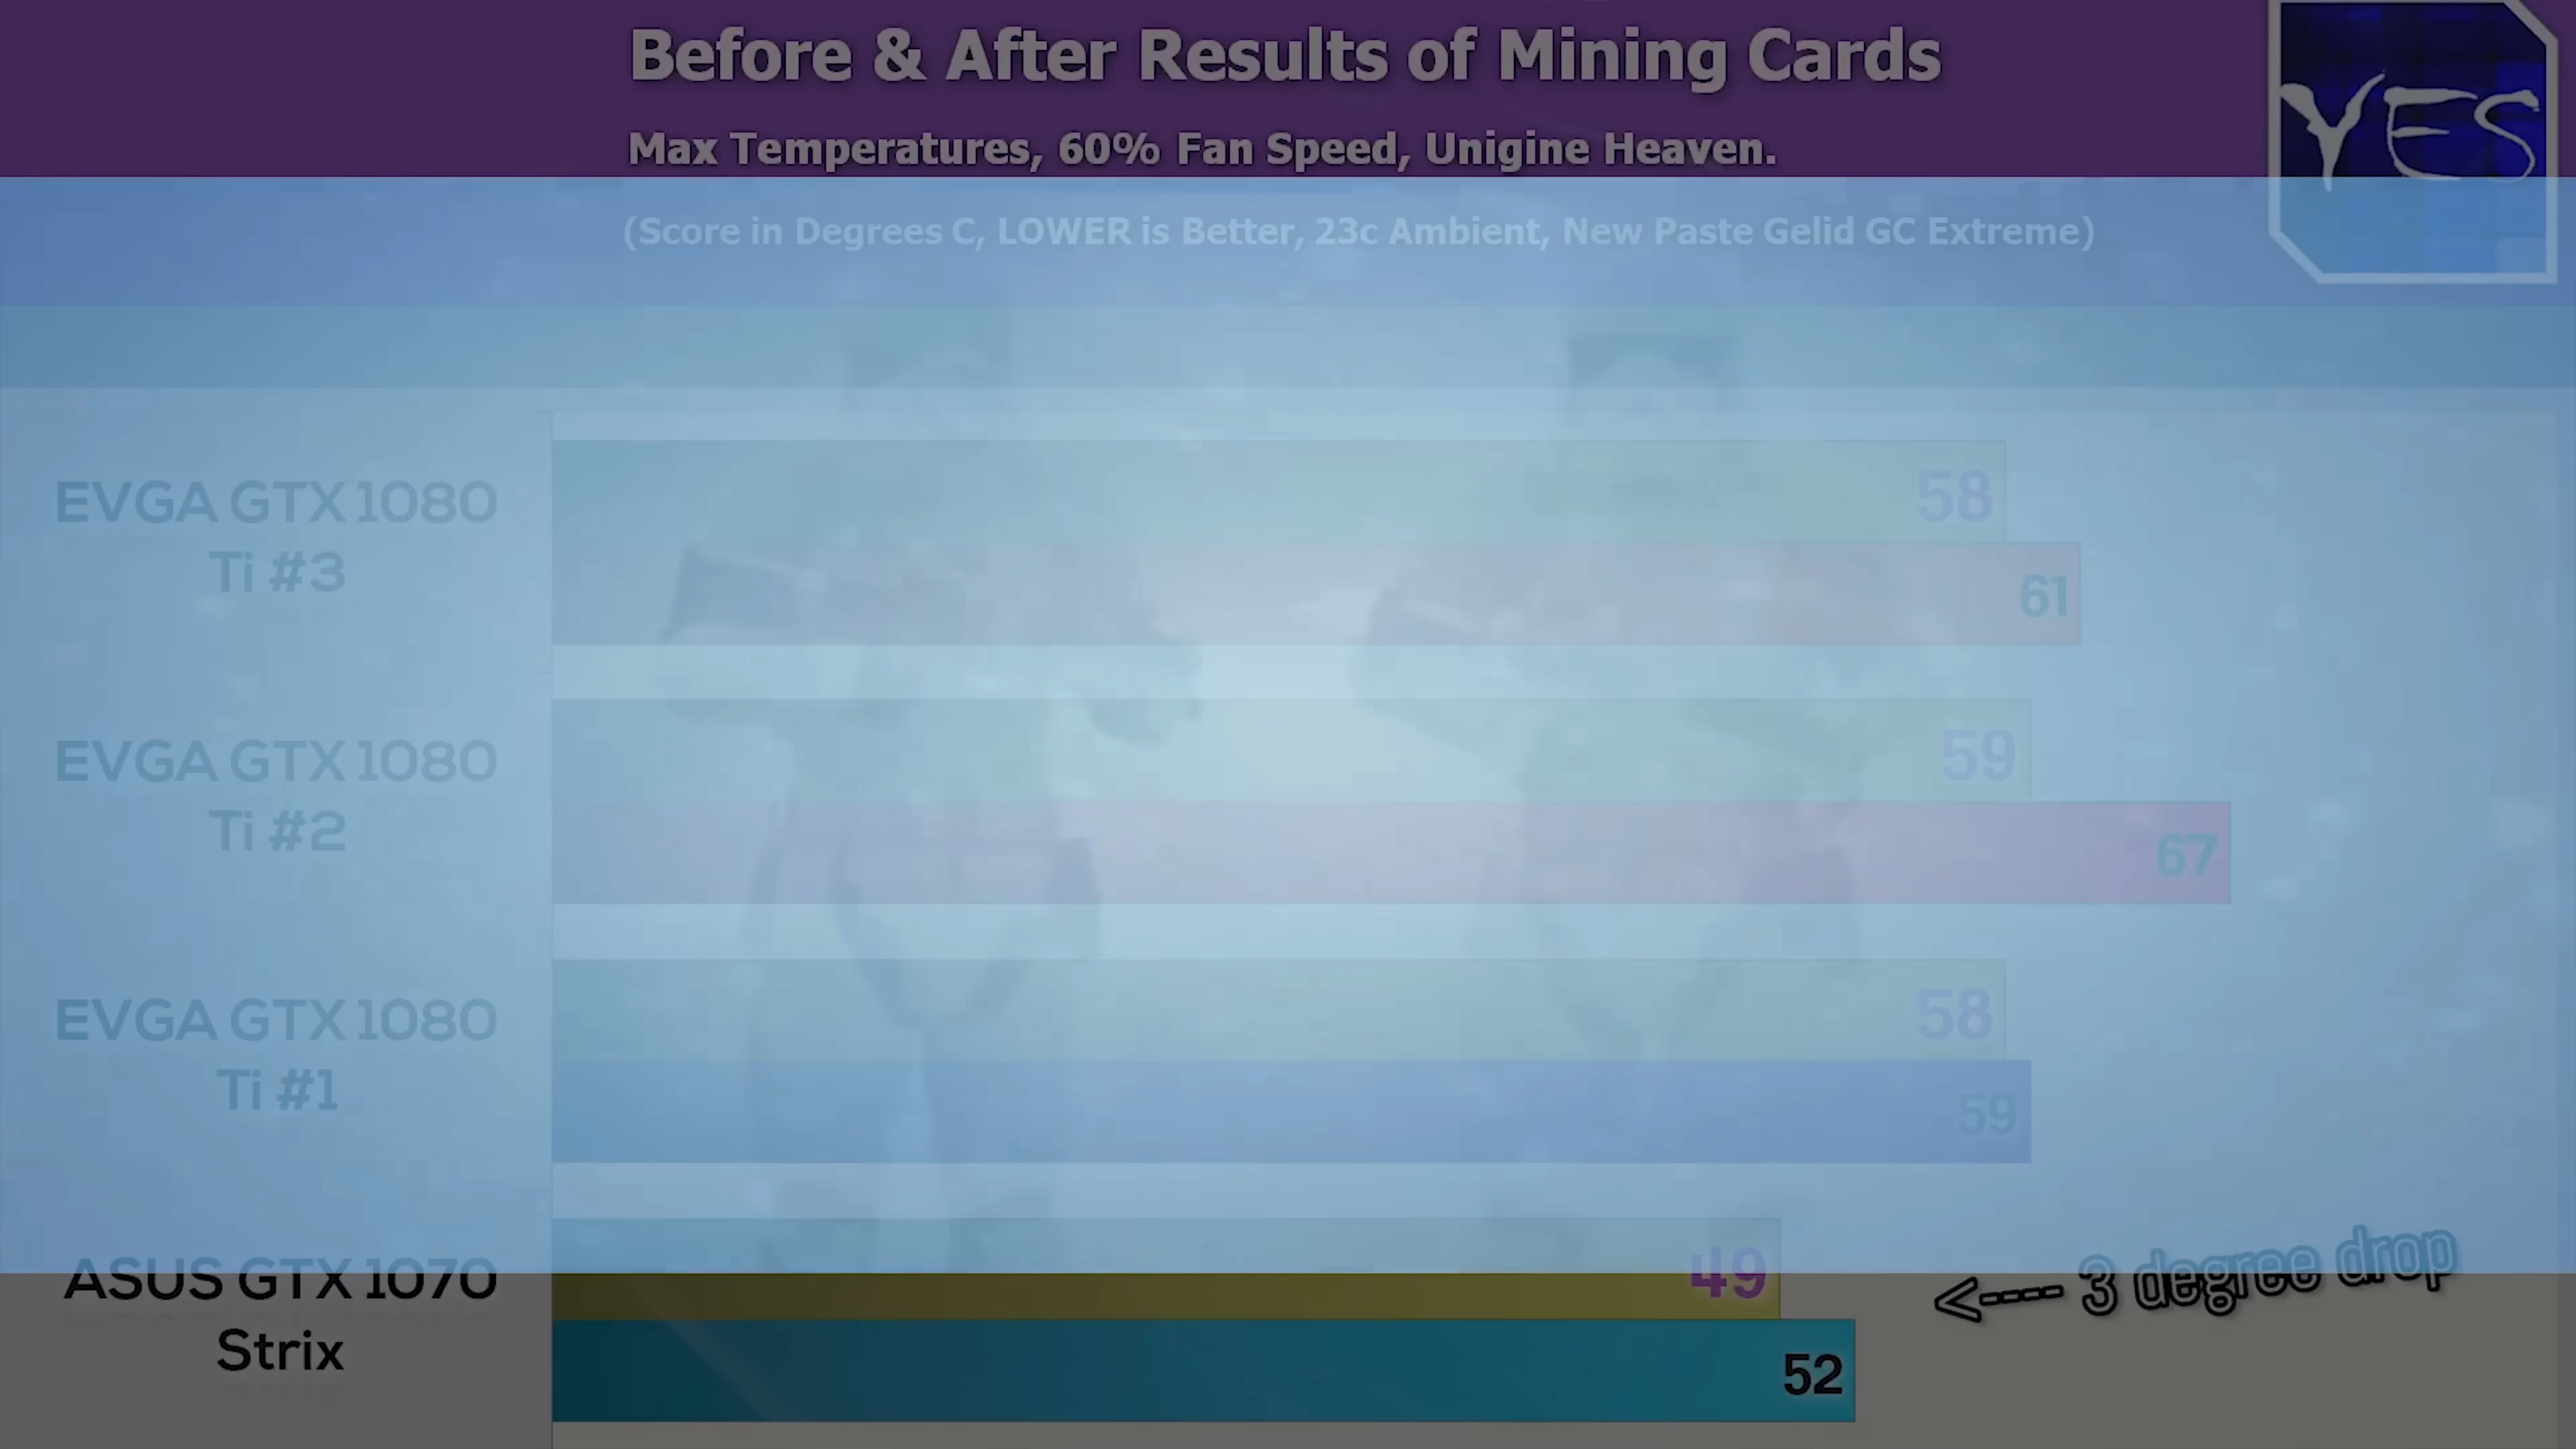 Before & After Results of Mining Cards
YES
Max Temperatures, 60% Fan Speed, Unigine Heaven.
(Score in Degrees C, LOWER is Better, 23c Ambient, New Paste Gelid GC Extreme)
EVGA GTX 1080
Ti #3
58
61
EVGA GTX 1080
Ti #2
59
67
EVGA GTX 1080
Ti #1
58
59
ASUS GTX 1070
Strix
49
<---- 3 degree drop
52